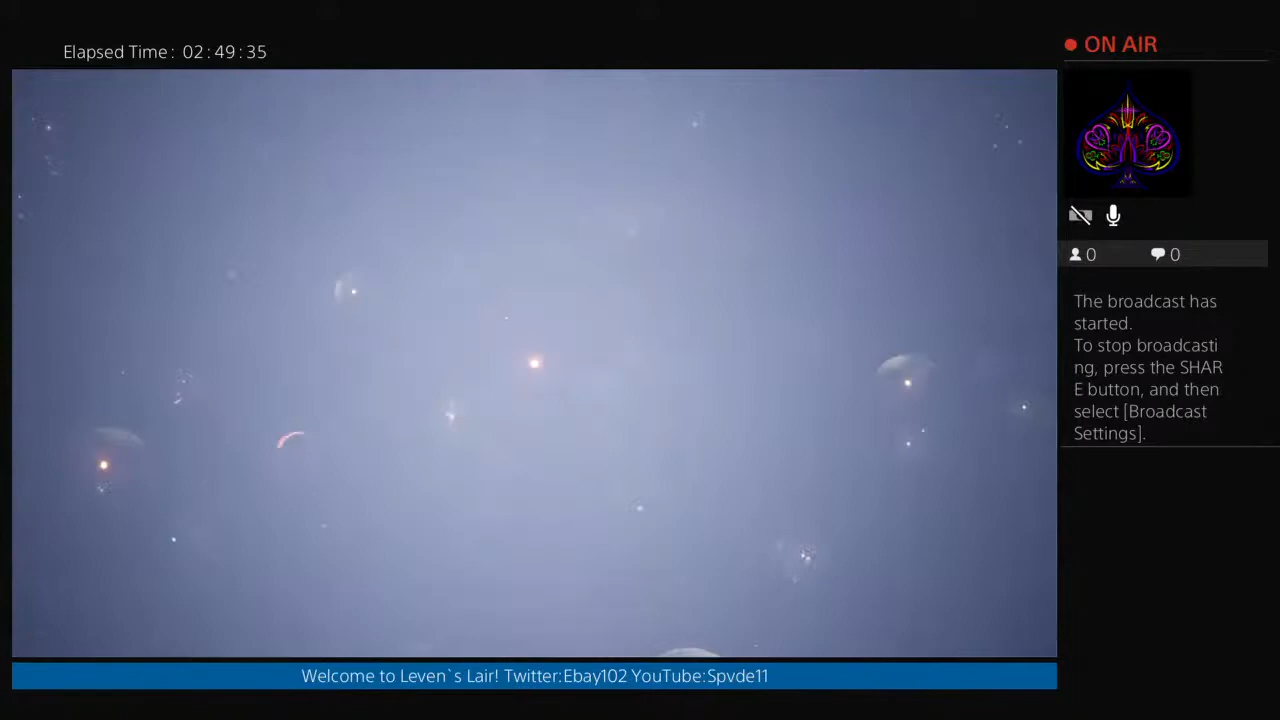 Elapsed Time: 02:49:35
ON AIR
0 0
The broadcast has
started.
To stop broadcasti
ng, press the SHAR
E button, and then
select [Broadcast
Settings].
Welcome to Leven`s Lair! Twitter:Ebay102 YouTube:Spvde11